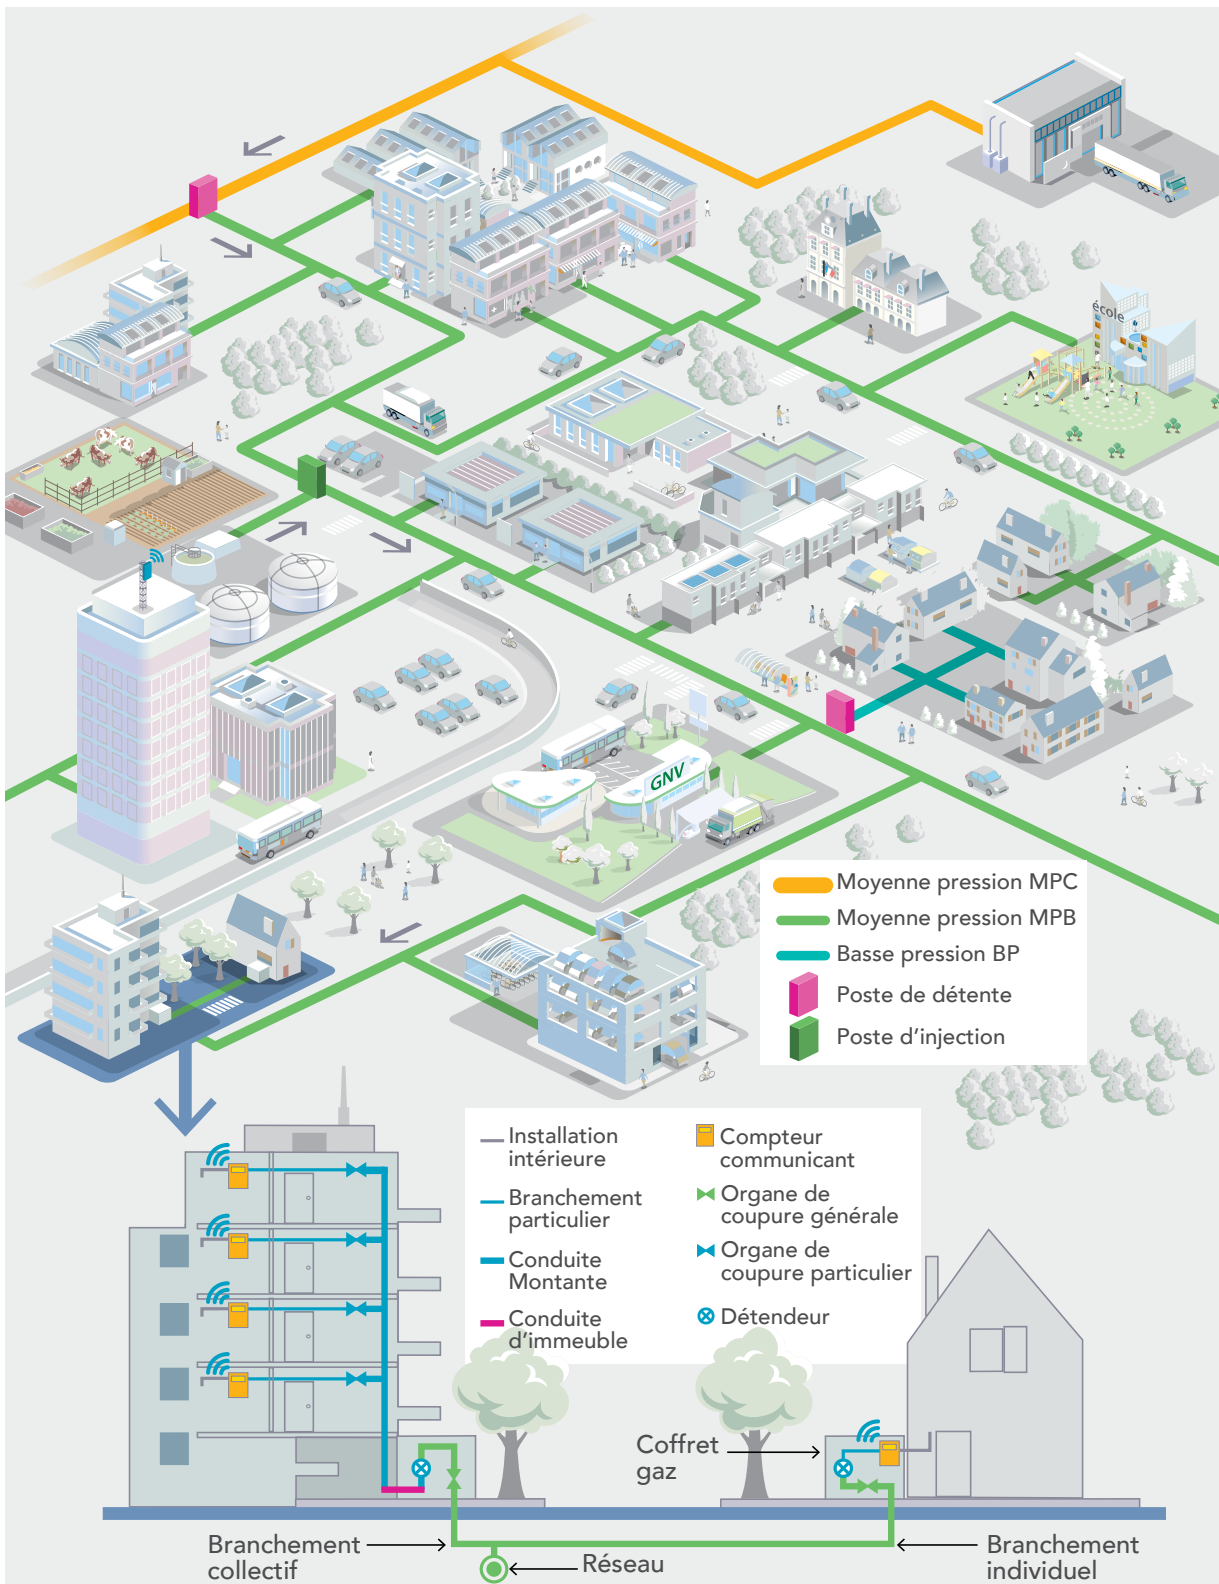 école
GNV
Moyenne pression MPC
Moyenne pression MPB
Basse pression BP
Poste de détente
Poste d'injection
Installation
intérieure
Branchement
particulier
Conduite
Montante
Conduite
d'immeuble
Compteur
communicant
Organe de
coupure générale
Organe de
coupure particulier
Détendeur
Coffret
gaz
Branchement
collectif
Réseau
Branchement
individuel